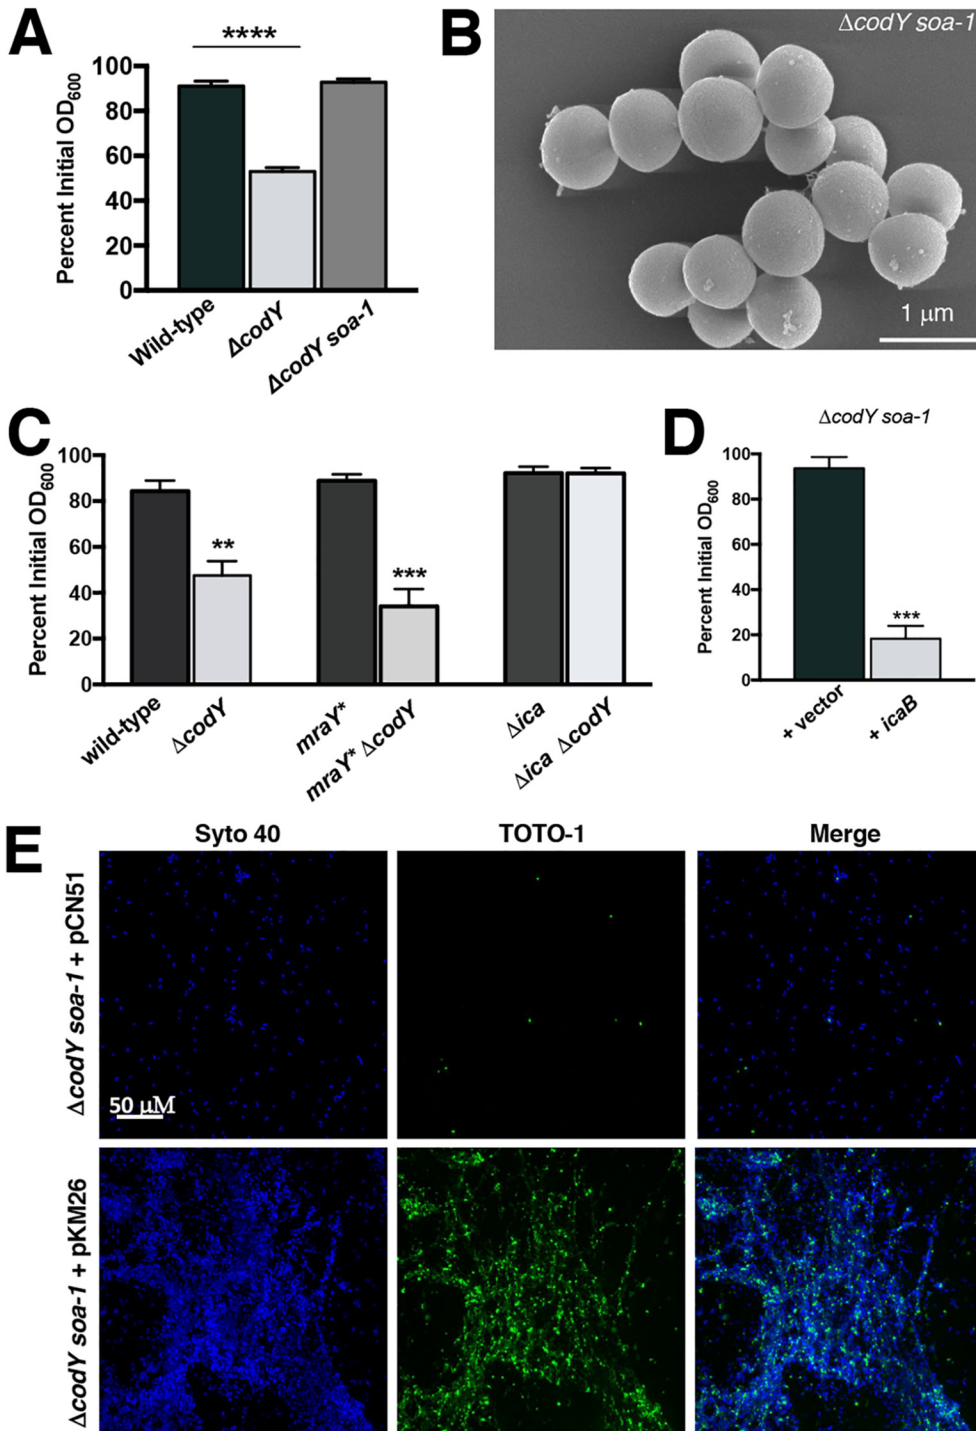 A
****
Percent Initial OD600
100
80
60
40
20
0
Wild-type
ΔcodY
ΔcodY soa-1
B
ΔcodY soa-1
1 μm
C
Percent Initial OD600
100
80
60
40
20
0
**
***
wild-type
ΔcodY
mraY*
mraY* ΔcodY
Δica
Δica ΔcodY
D
ΔcodY soa-1
Percent Initial OD600
100
80
60
40
20
0
***
+ vector
+ icaB
E
Syto 40
TOTO-1
Merge
ΔcodY soa-1 + pCN51
50 μM
ΔcodY soa-1 + pKM26